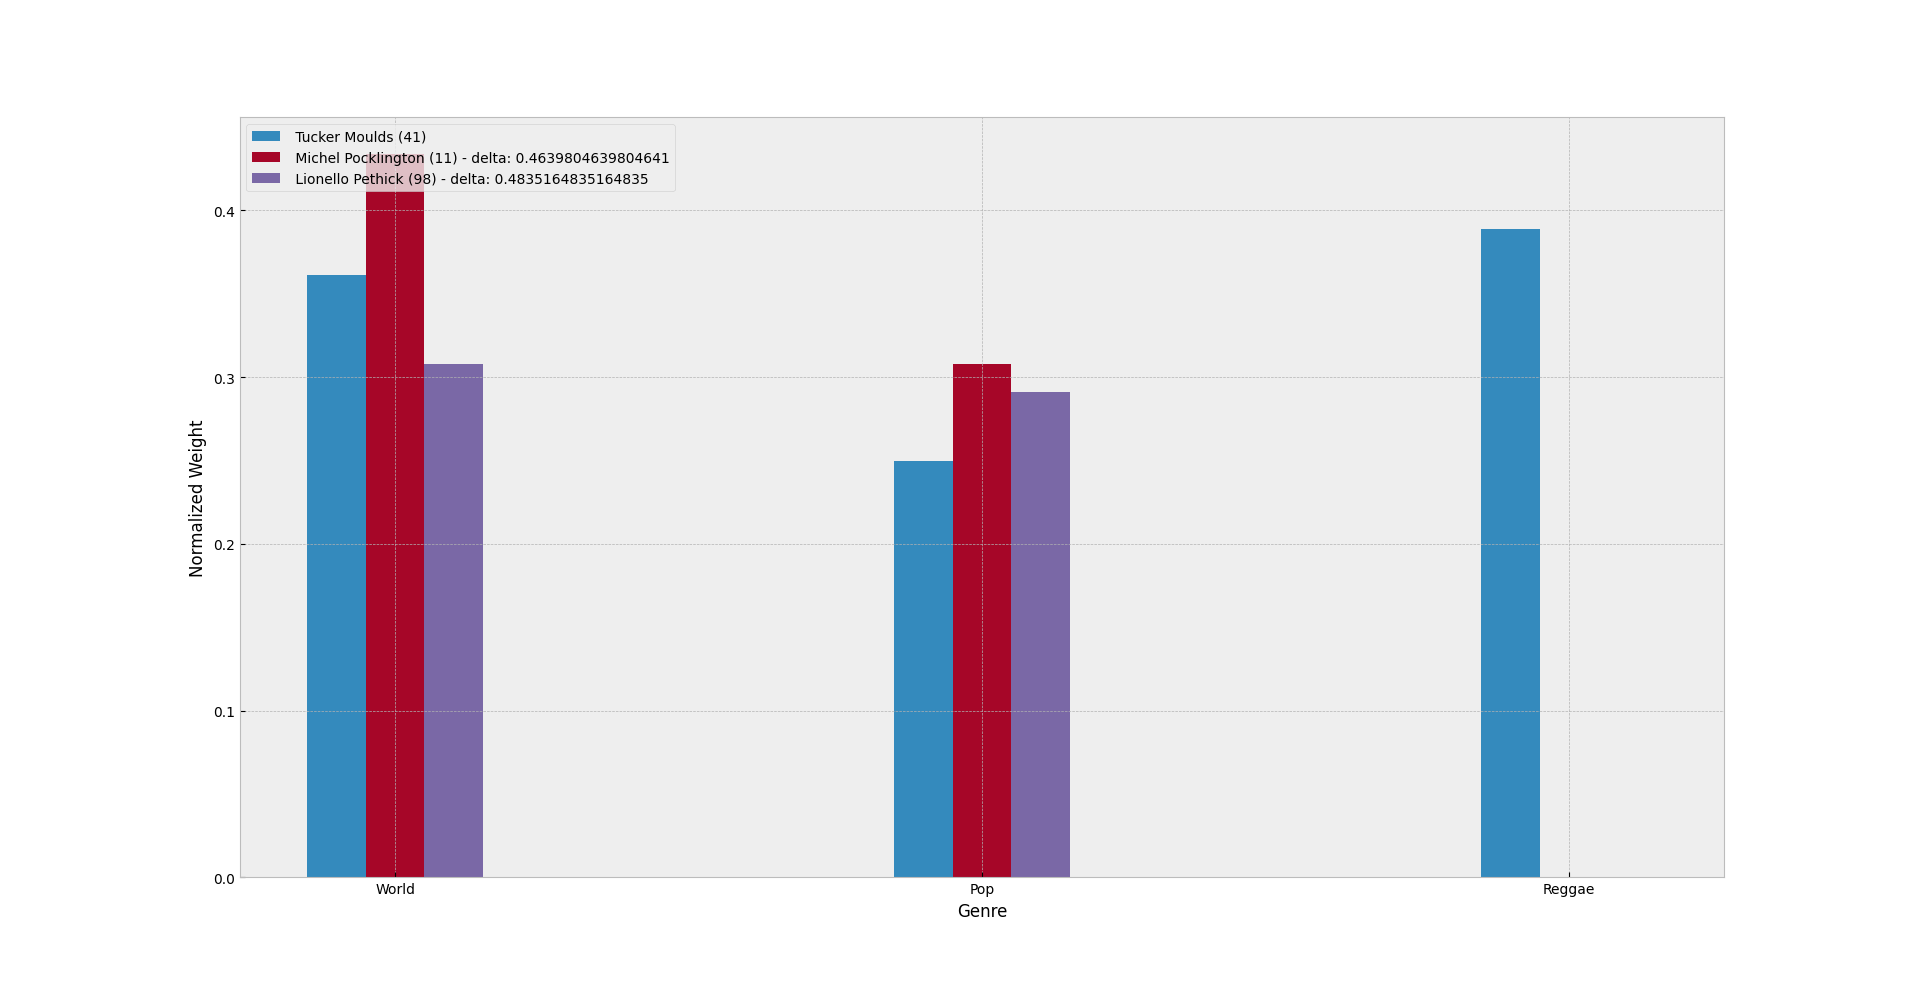 Tucker Moulds (41)
Michel Pocklington (11) - delta: 0.4639804639804641
Lionello Pethick (98) - delta: 0.4835164835164835
Normalized Weight
0.4
0.3
0.2
0.1
0.0
World
Pop
Reggae
Genre